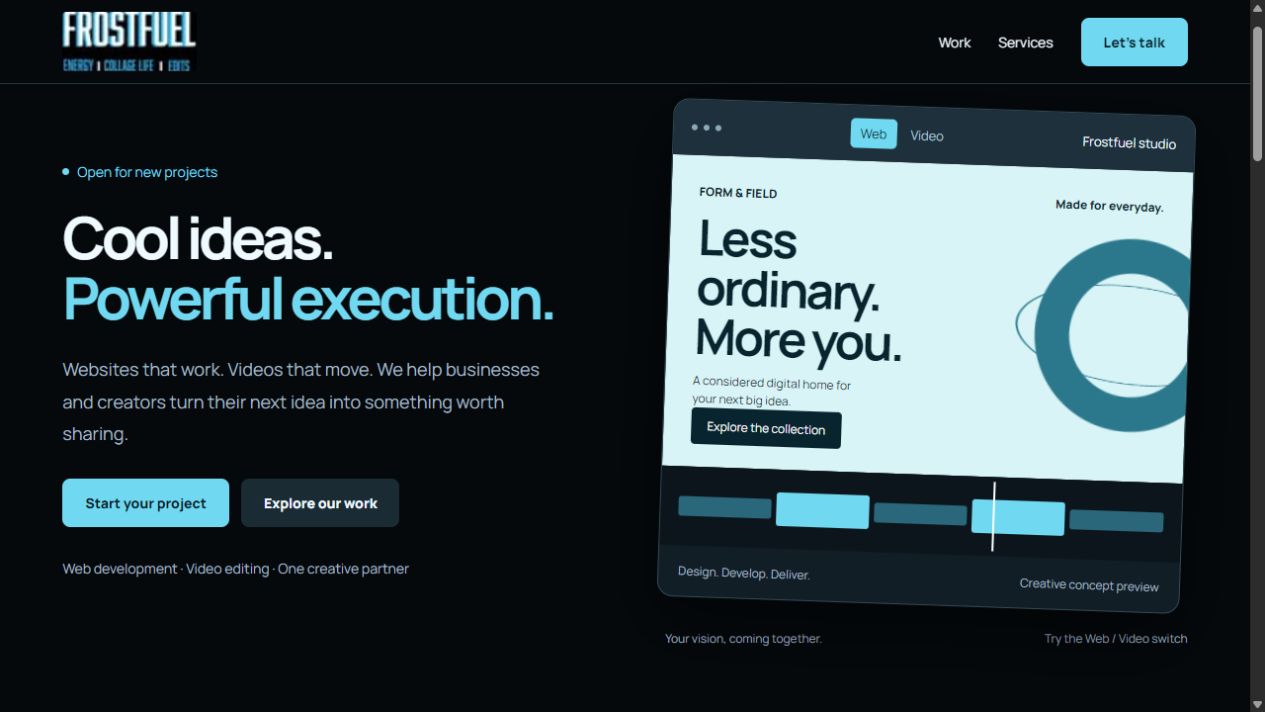 FROSTFUEL
ENERGY I COLLAGE LIFE I EDITS
Work
Services
Let's talk
Open for new projects
Cool ideas.
Powerful execution.
Websites that work. Videos that move. We help businesses
and creators turn their next idea into something worth
sharing.
Start your project
Explore our work
Web development · Video editing · One creative partner
Web
Video
Frostfuel studio
FORM & FIELD
Made for everyday.
Less
ordinary.
More you.
A considered digital home for
your next big idea.
Explore the collection
Design. Develop. Deliver.
Creative concept preview
Your vision, coming together.
Try the Web / Video switch